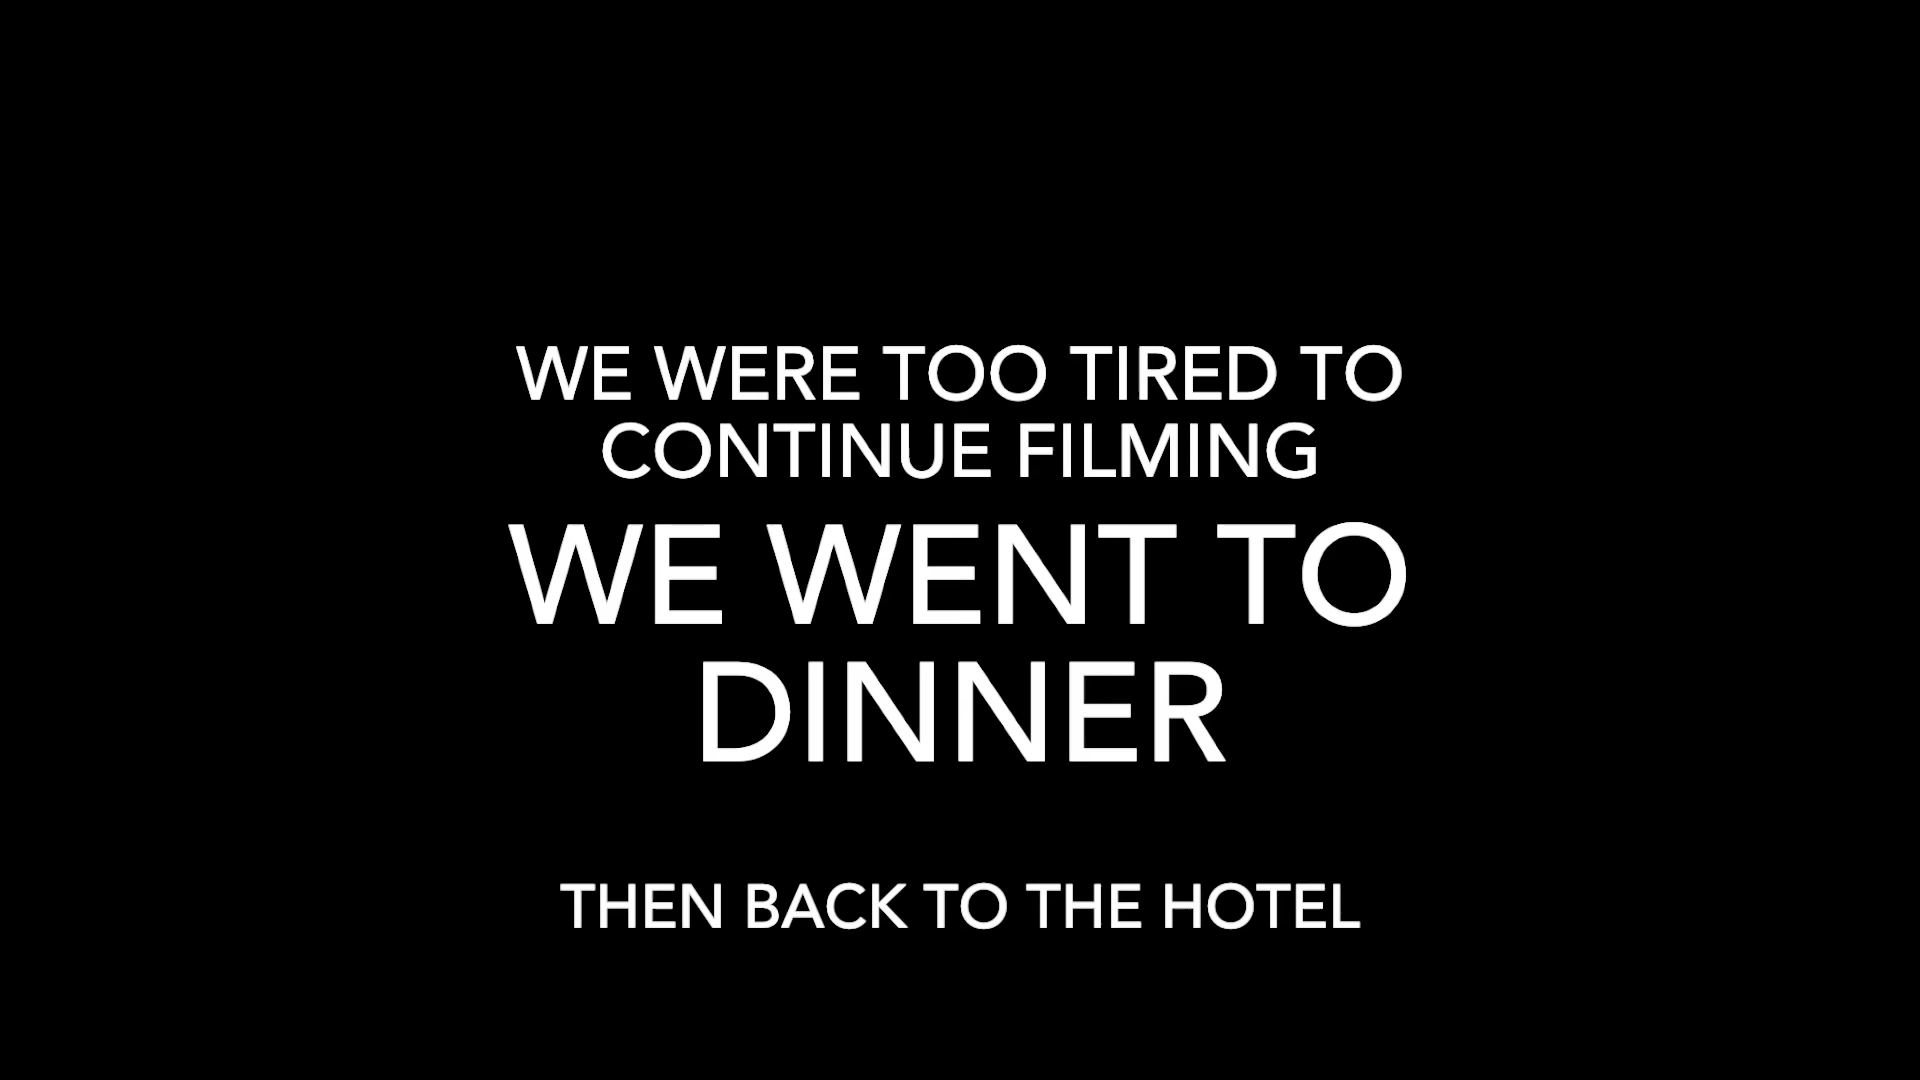 WE WERE TOO TIRED TO
CONTINUE FILMING
WE WENT TO
DINNER
THEN BACK TO THE HOTEL